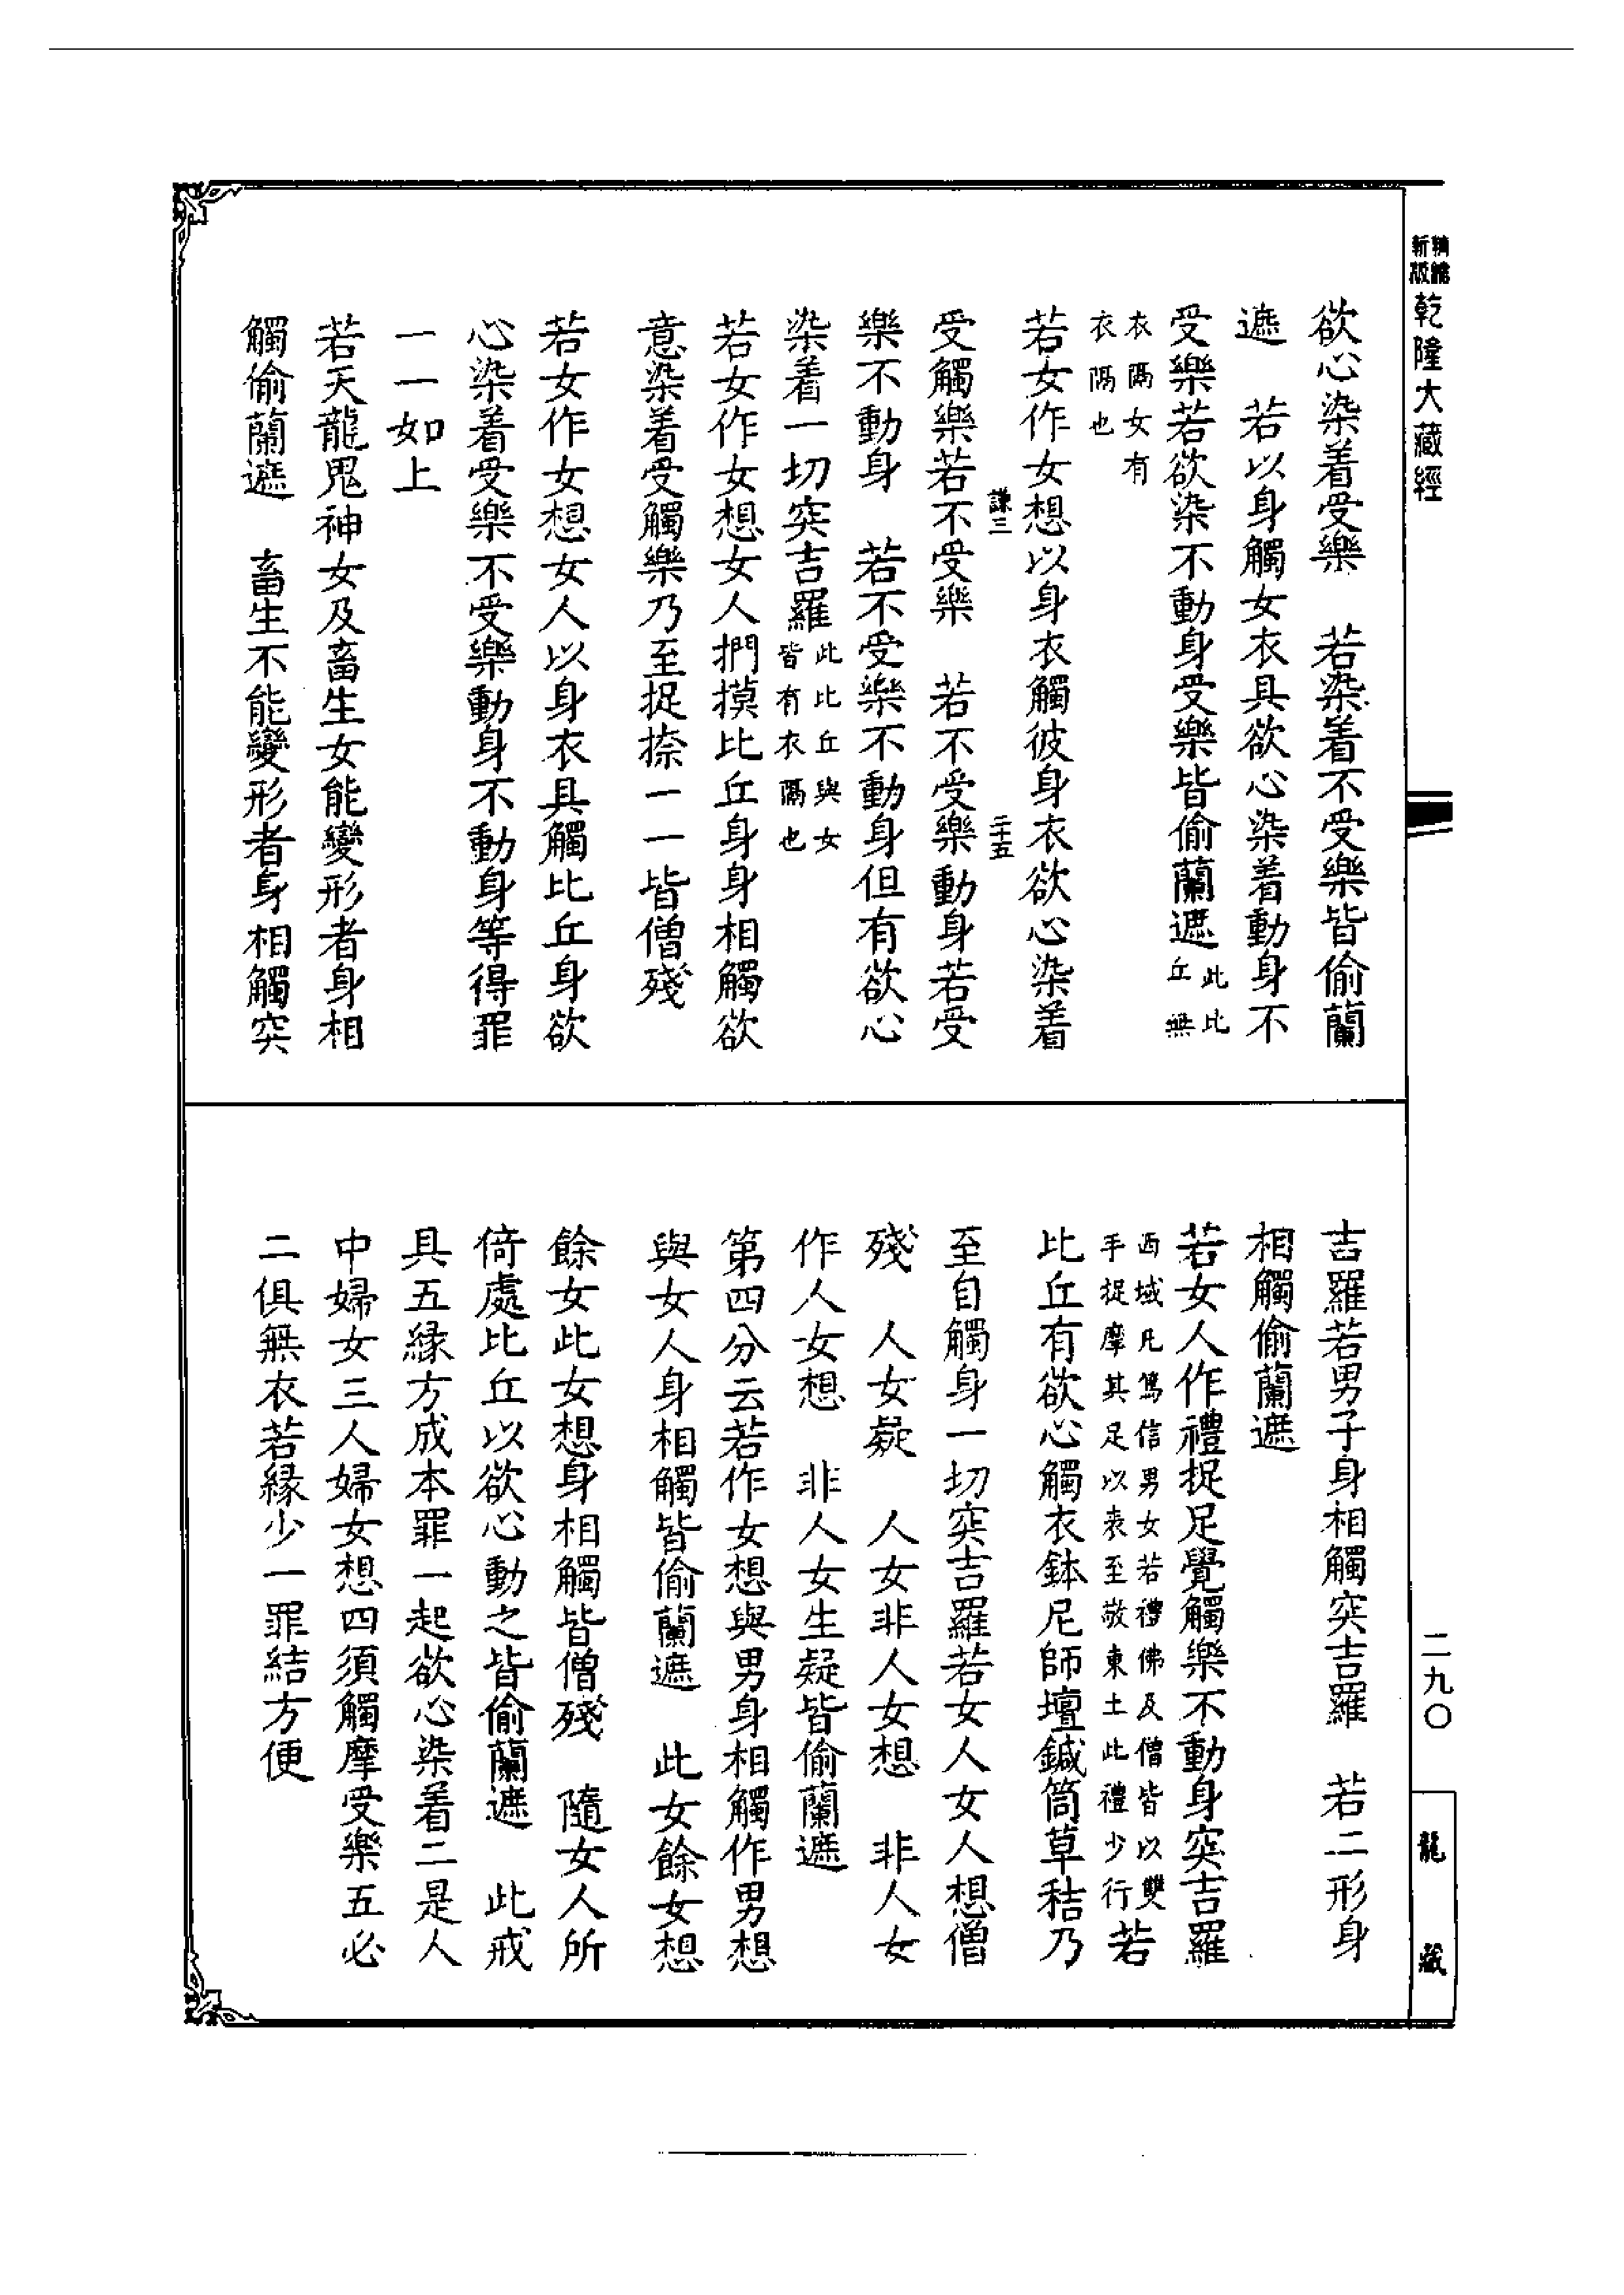 精縮新版 乾隆大藏經
欲心染着受樂　若染着不受樂皆偷蘭
遮　若以身觸女衣具欲心染着動身不
受樂若欲染不動身受樂皆偷蘭遮此比丘無
衣隔女有衣隔也
若女作女想以身衣觸彼身衣欲心染着
謙三　二十五
受觸樂若不受樂　若不受樂動身若受
樂不動身　若不受樂不動身但有欲心
染着一切突吉羅此比丘與女皆有衣隔也
若女作女想女人捫摸比丘身身相觸欲
意染着受觸樂乃至捉捺一一皆僧殘
若女作女想女人以身衣具觸比丘身欲
心染着受樂不受樂動身不動身等得罪
一一如上
若天龍鬼神女及畜生女能變形者身相
觸偷蘭遮　畜生不能變形者身相觸突
吉羅若男子身相觸突吉羅　若二形身
相觸偷蘭遮
若女人作禮捉足覺觸樂不動身突吉羅
西域凡篤信男女若禮佛及僧皆以雙手捉摩其足以表至敬東土此禮少行若
比丘有欲心觸衣鉢尼師壇鍼筒草秸乃
至自觸身一切突吉羅若女人女人想僧
殘　人女疑　人女非人女想　非人女
作人女想　非人女生疑皆偷蘭遮
第四分云若作女想與男身相觸作男想
與女人身相觸皆偷蘭遮　此女餘女想
餘女此女想身相觸皆僧殘　隨女人所
倚處比丘以欲心動之皆偷蘭遮　此戒
具五緣方成本罪一起欲心染着二是人
中婦女三人婦女想四須觸摩受樂五必
二俱無衣若緣少一罪結方便
二九〇
龍藏